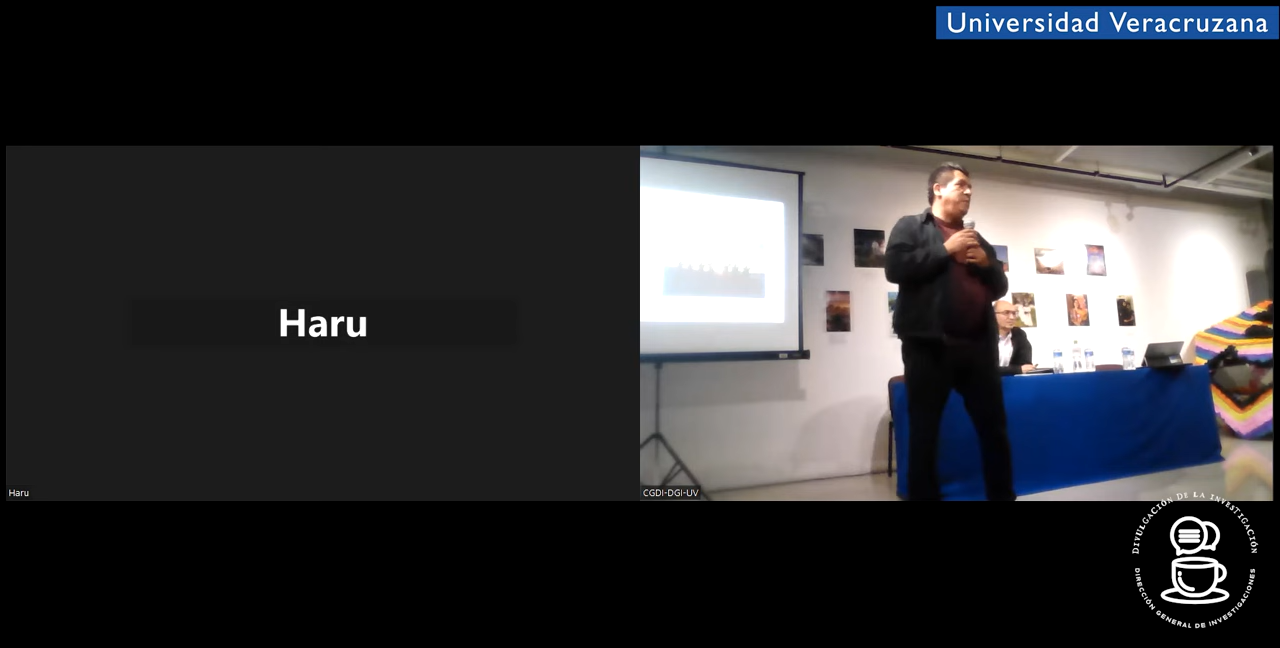 Universidad Veracruzana
Haru
Haru
CGDI-DGI-UV
DIVULGACIÓN DE LA INVESTIGACIÓN
DIRECCIÓN GENERAL DE INVESTIGACIONES